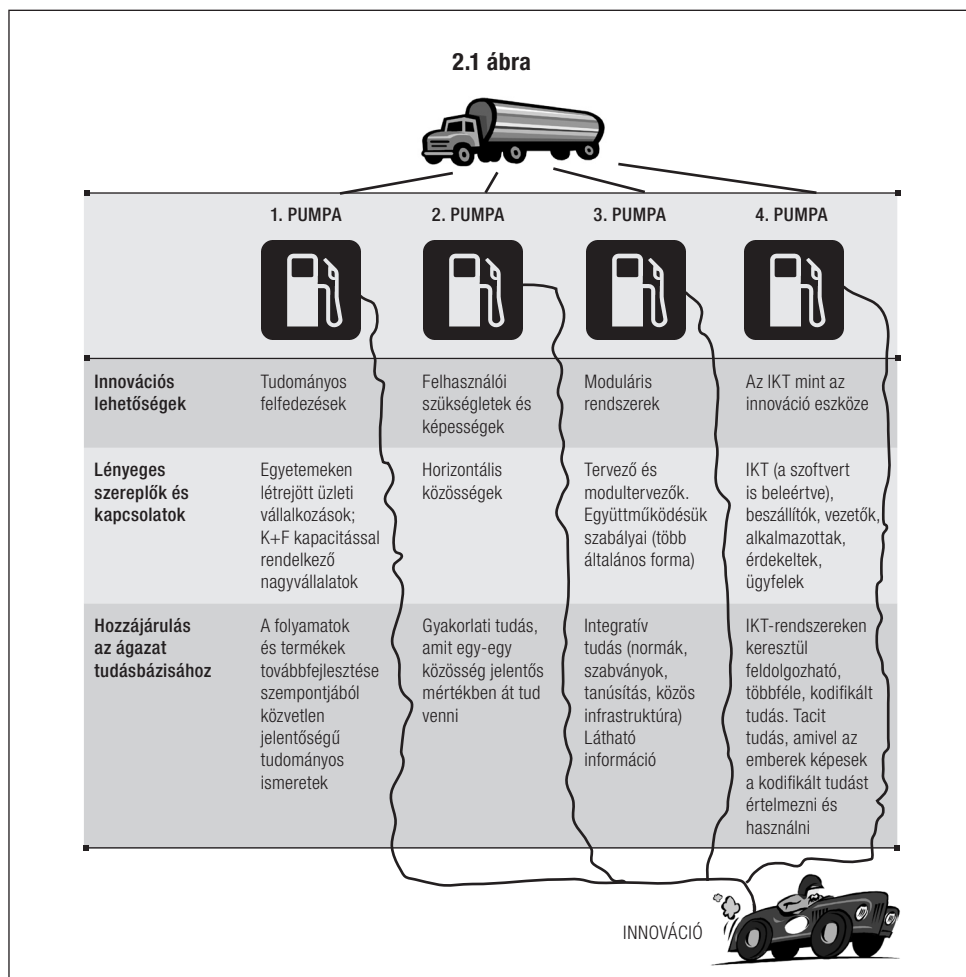 2.1 ábra
1. PUMPA
2. PUMPA
3. PUMPA
4. PUMPA
Innovációs
lehetőségek
Tudományos
felfedezések
Felhasználói
szükségletek és
képességek
Moduláris
rendszerek
Az IKT mint az
innováció eszköze
Lényeges
szereplők és
kapcsolatok
Egyetemeken
létrejött üzleti
vállalkozások;
K+F kapacitással
rendelkező
nagyvállalatok
Horizontális
közösségek
Tervező és
modultervezők.
Együttműködésük
szabályai (több
általános forma)
IKT (a szoftvert
is beleértve),
beszállítók, vezetők,
alkalmazottak,
érdekeltek,
ügyfelek
Hozzájárulás
az ágazat
tudásbázisához
A folyamatok
és termékek
továbbfejlesztése
szempontjából
közvetlen
jelentőségű
tudományos
ismeretek
Gyakorlati tudás,
amit egy-egy
közösség jelentős
mértékben át tud
venni
Integratív
tudás (normák,
szabványok,
tanúsítás, közös
infrastruktúra)
Látható
információ
IKT-rendszereken
keresztül
feldolgozható,
többféle, kodifikált
tudás. Tacit
tudás, amivel az
emberek képesek
a kodifikált tudást
értelmezni és
használni
INNOVÁCIÓ